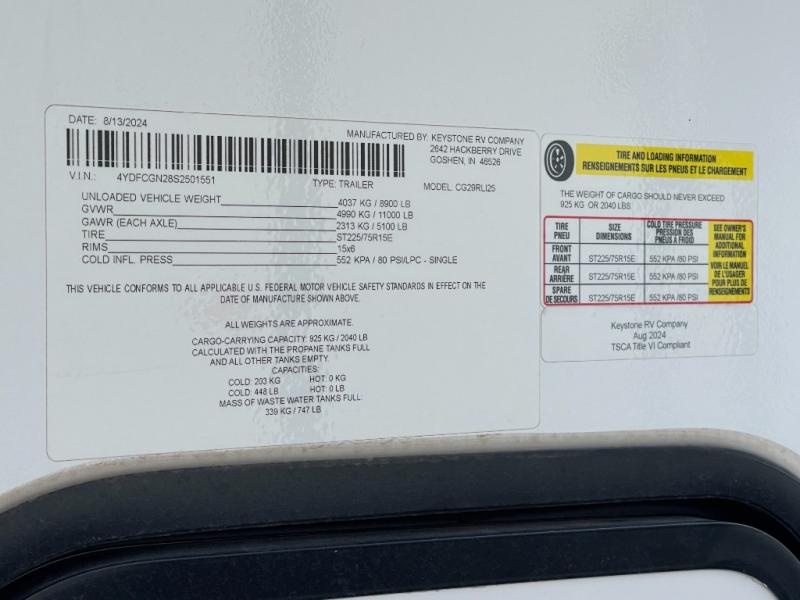 DATE: 8/13/2024
MANUFACTURED BY: KEYSTONE RV COMPANY
2642 HACKBERRY DRIVE
GOSHEN, IN 46526
V.I.N.: 4YDFCGN28S2501551
TYPE: TRAILER
MODEL: CG29RLI25
UNLOADED VEHICLE WEIGHT 4037 KG / 8900 LB
GVWR 4990 KG / 11000 LB
GAWR (EACH AXLE) 2313 KG / 5100 LB
TIRE ST225/75R15E
RIMS 15x6
COLD INFL. PRESS 552 KPA / 80 PSI/LPC - SINGLE
THIS VEHICLE CONFORMS TO ALL APPLICABLE U.S. FEDERAL MOTOR VEHICLE SAFETY STANDARDS IN EFFECT ON THE
DATE OF MANUFACTURE SHOWN ABOVE.
ALL WEIGHTS ARE APPROXIMATE.
CARGO-CARRYING CAPACITY: 925 KG / 2040 LB
CALCULATED WITH THE PROPANE TANKS FULL
AND ALL OTHER TANKS EMPTY.
CAPACITIES:
COLD: 203 KG HOT: 0 KG
COLD: 448 LB HOT: 0 LB
MASS OF WASTE WATER TANKS FULL:
339 KG / 747 LB
TIRE AND LOADING INFORMATION
RENSEIGNEMENTS SUR LES PNEUS ET LE CHARGEMENT
THE WEIGHT OF CARGO SHOULD NEVER EXCEED
925 KG OR 2040 LBS:
TIRE
PNEU
SIZE
DIMENSIONS
COLD TIRE PRESSURE
PRESSION DES
PNEUS A FROID
FRONT
AVANT
ST225/75R15E
552 KPA /80 PSI
REAR
ARRIÈRE
ST225/75R15E
552 KPA /80 PSI
SPARE
DE SECOURS
ST225/75R15E
552 KPA /80 PSI
SEE OWNER'S
MANUAL FOR
ADDITIONAL
INFORMATION
VOIR LE MANUEL
DE L'USAGER
POUR PLUS DE
RENSEIGNEMENTS
Keystone RV Company
Aug 2024
TSCA Title VI Compliant